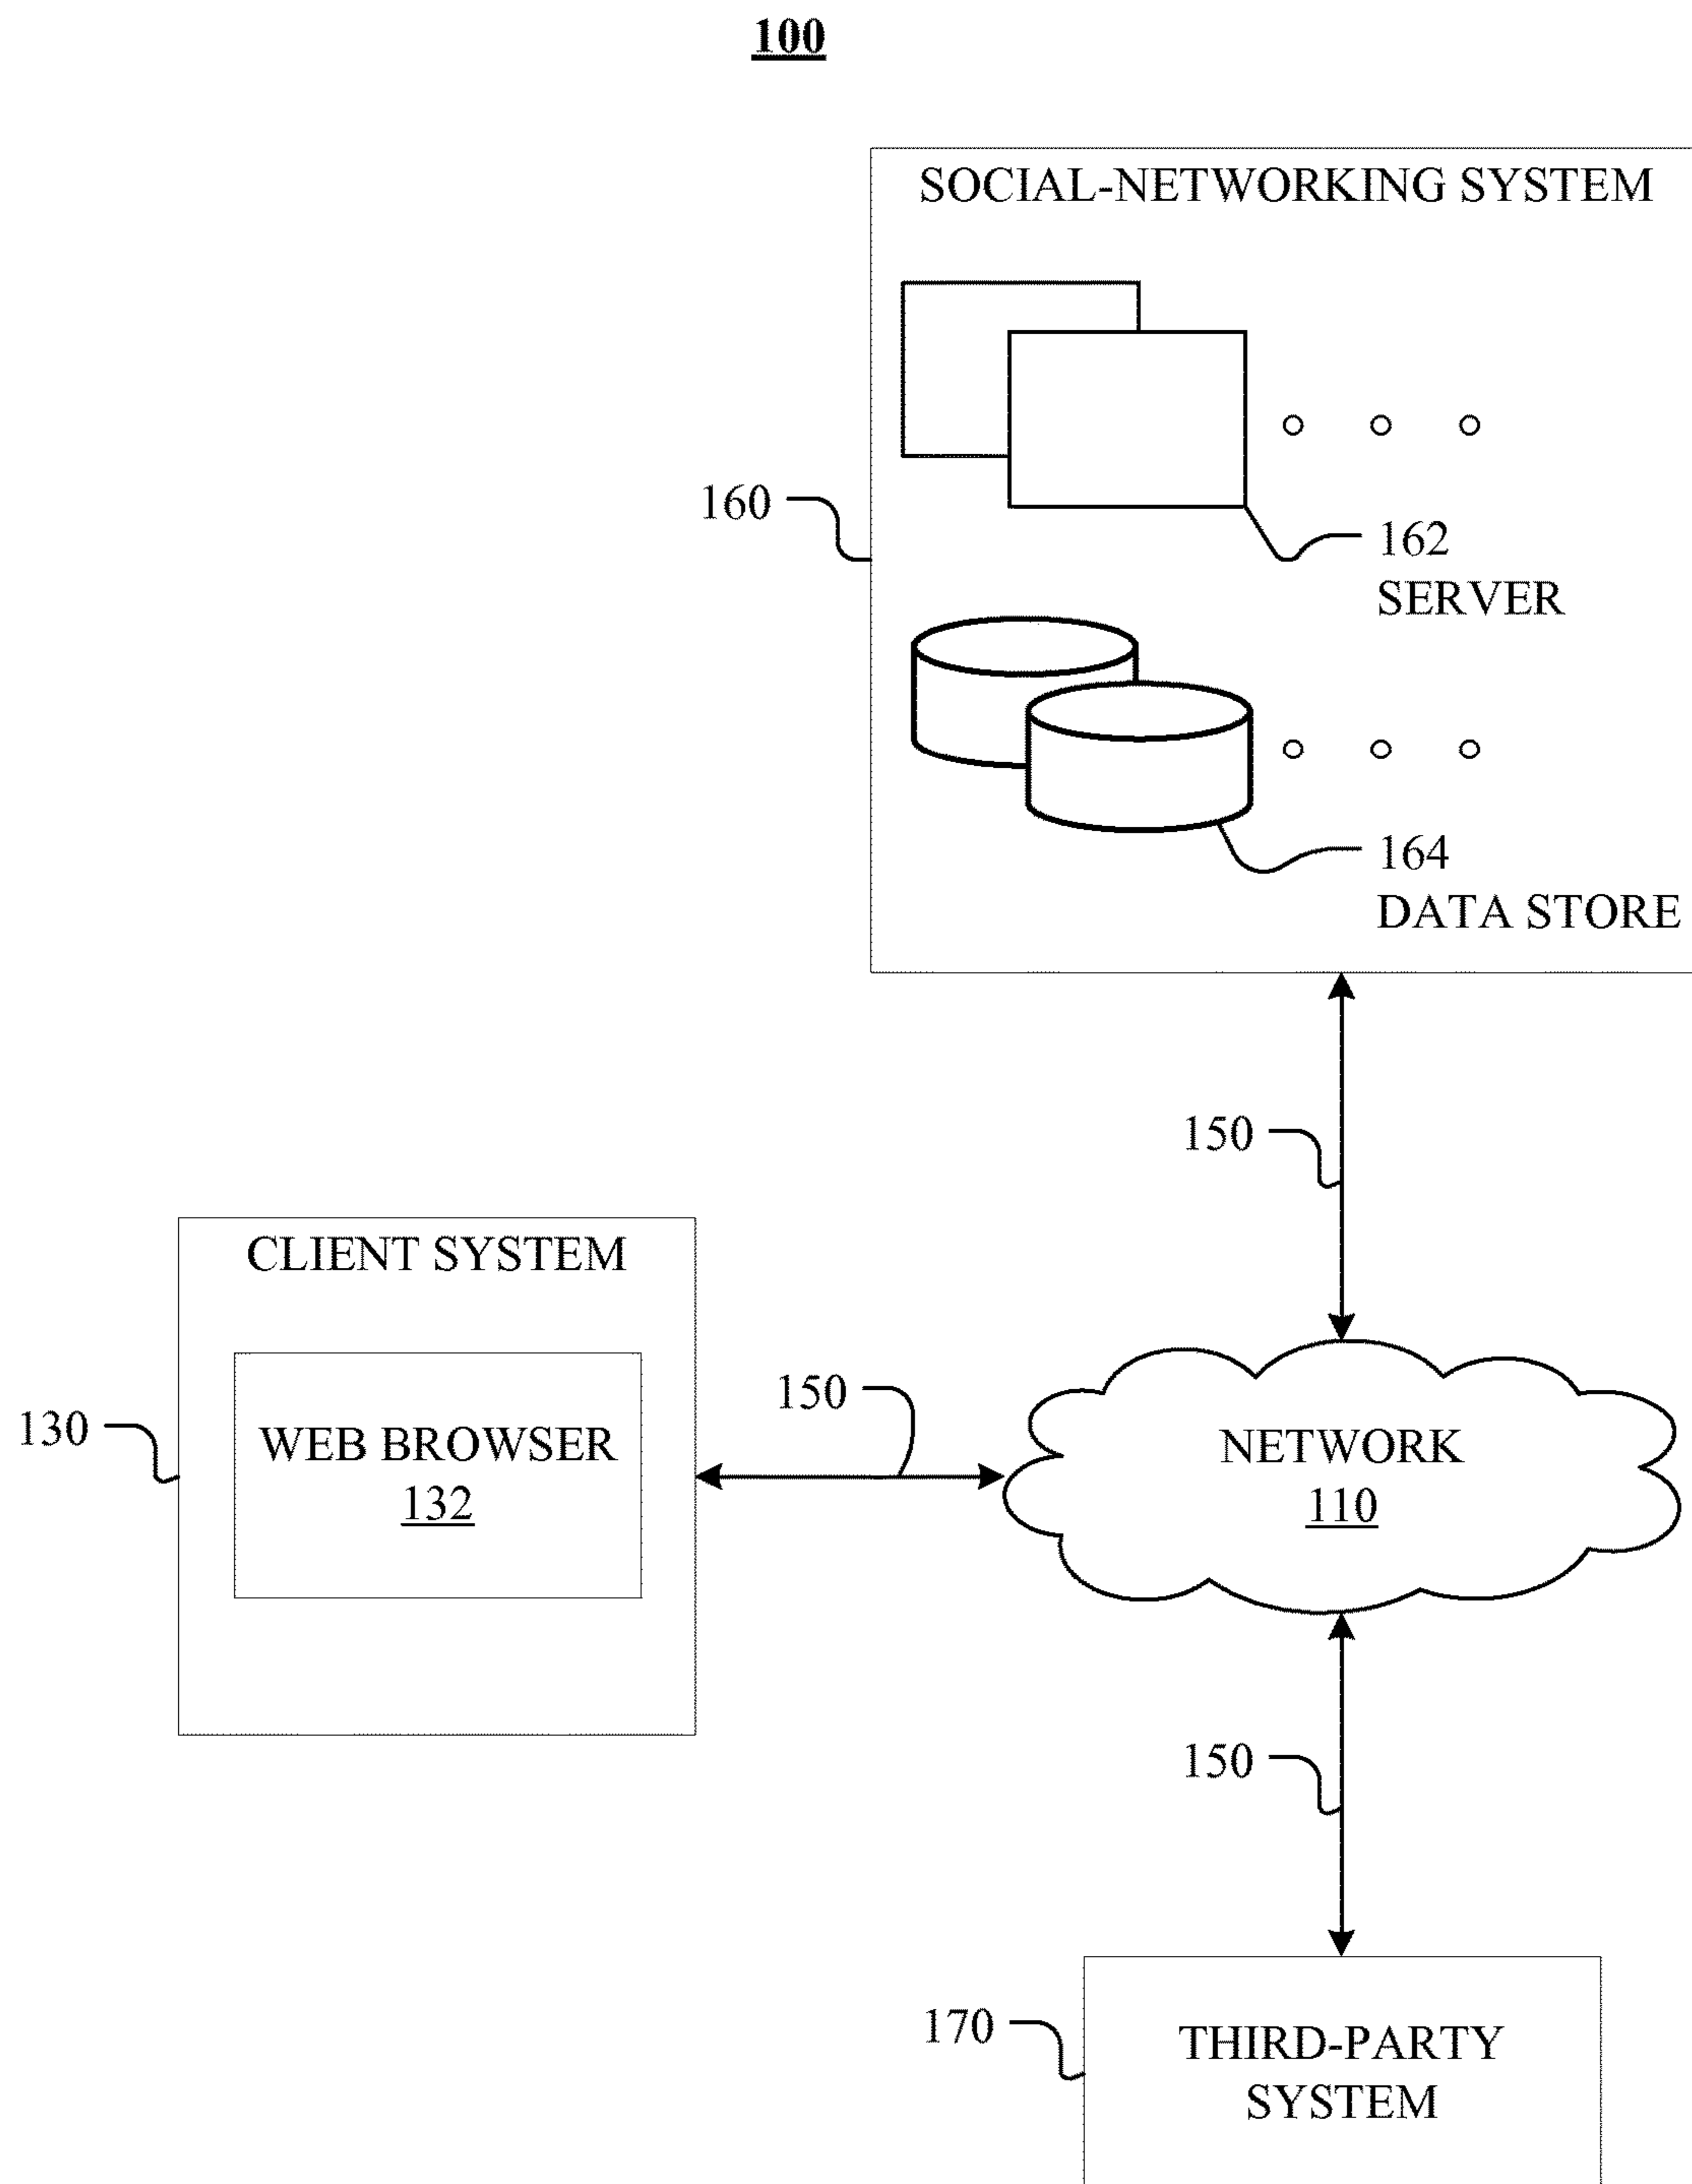 100
SOCIAL-NETWORKING SYSTEM
160
162
SERVER
164
DATA STORE
150
CLIENT SYSTEM
130
WEB BROWSER
132
150
NETWORK
110
150
170
THIRD-PARTY
SYSTEM